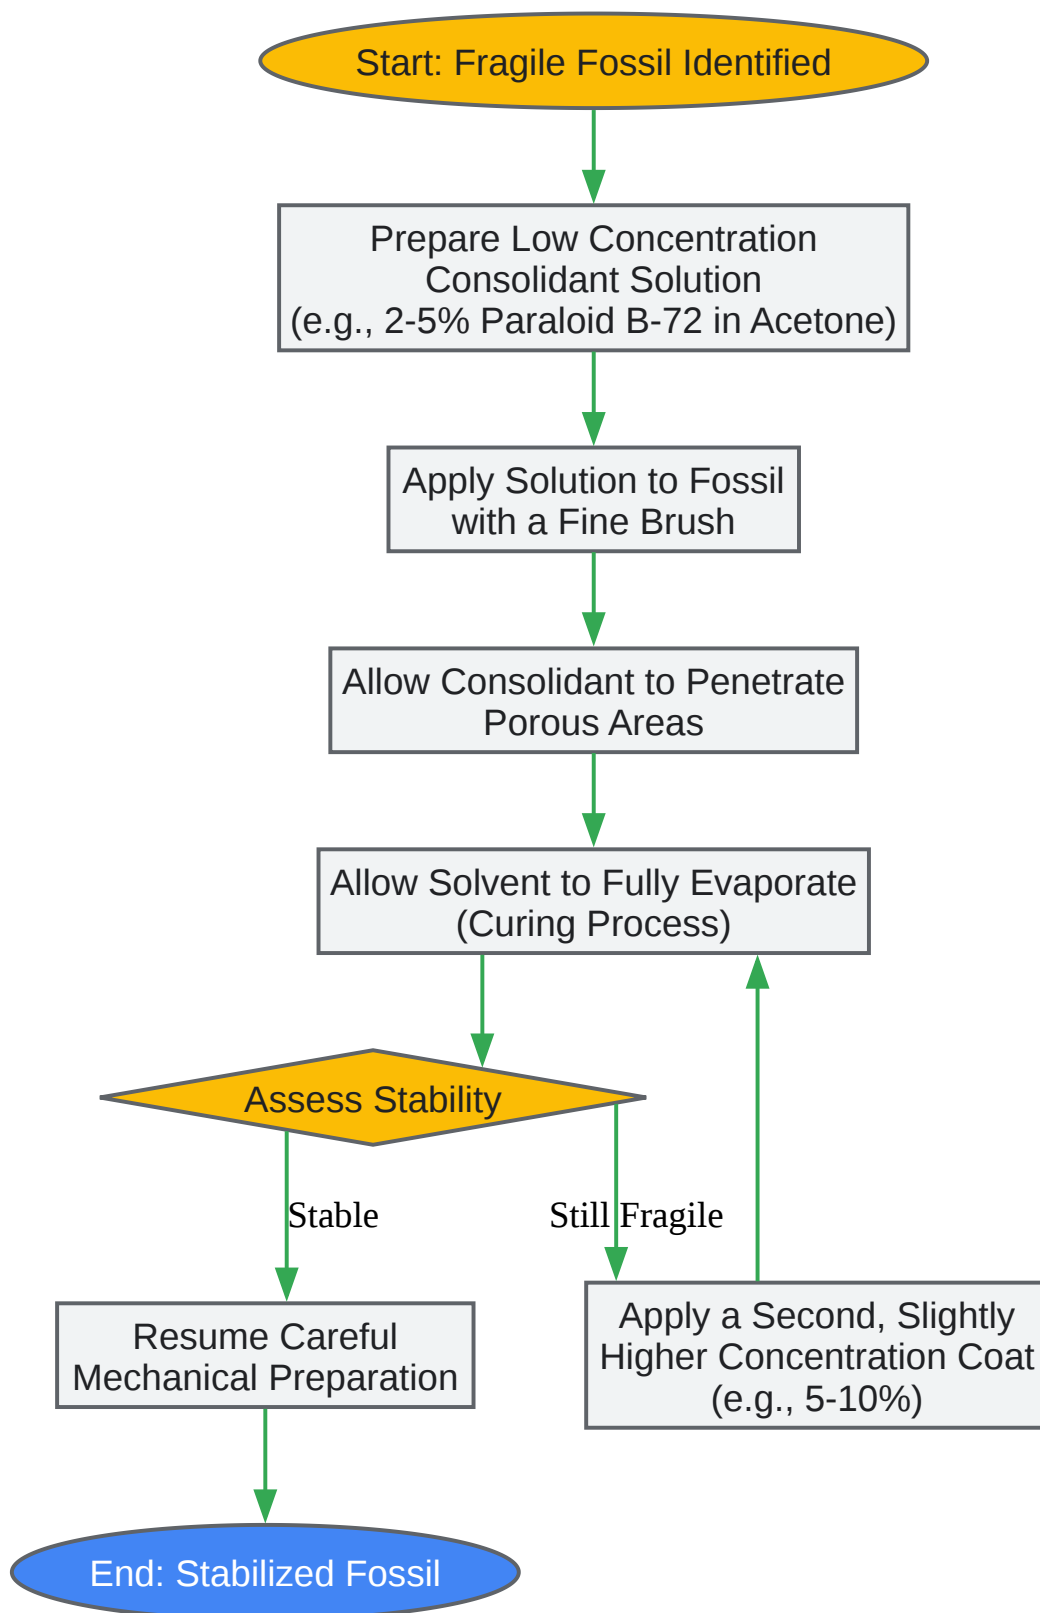 Start: Fragile Fossil Identified
Prepare Low Concentration
Consolidant Solution
(e.g., 2-5% Paraloid B-72 in Acetone)
Apply Solution to Fossil
with a Fine Brush
Allow Consolidant to Penetrate
Porous Areas
Allow Solvent to Fully Evaporate
(Curing Process)
Assess Stability
Stable
Still Fragile
Resume Careful
Mechanical Preparation
Apply a Second, Slightly
Higher Concentration Coat
(e.g., 5-10%)
End: Stabilized Fossil